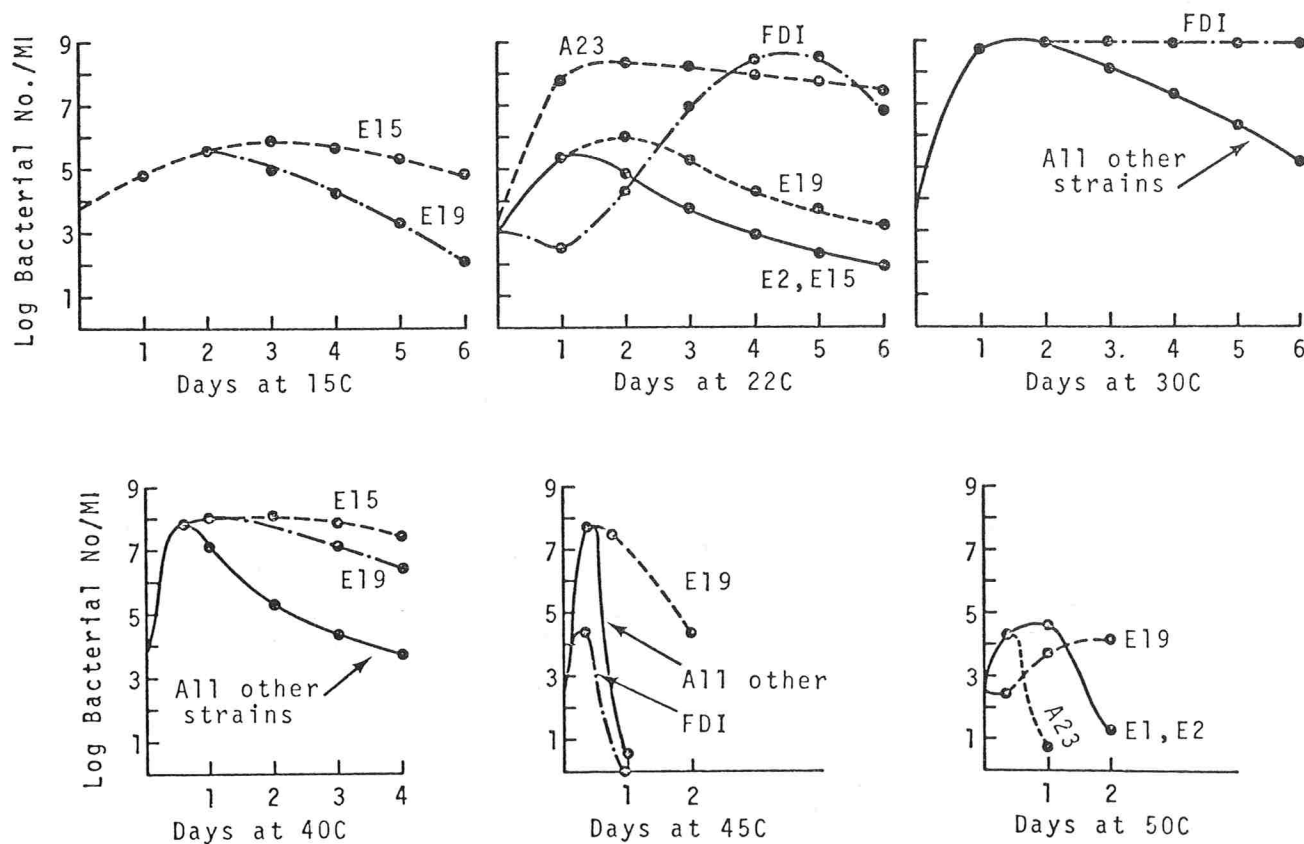 Log Bacterial No./Ml
9
7
5
3
1
E15
E19
1 2 3 4 5 6
Days at 15C
A23
FDI
E19
E2,E15
1 2 3 4 5 6
Days at 22C
FDI
All other
strains
1 2 3. 4 5 6
Days at 30C
Log Bacterial No/Ml
9
7
5
3
1
E15
E19
All other
strains
1 2 3 4
Days at 40C
9
7
5
3
1
E19
All other
FDI
1 2
Days at 45C
9
7
5
3
1
E19
A23
E1,E2
1 2
Days at 50C